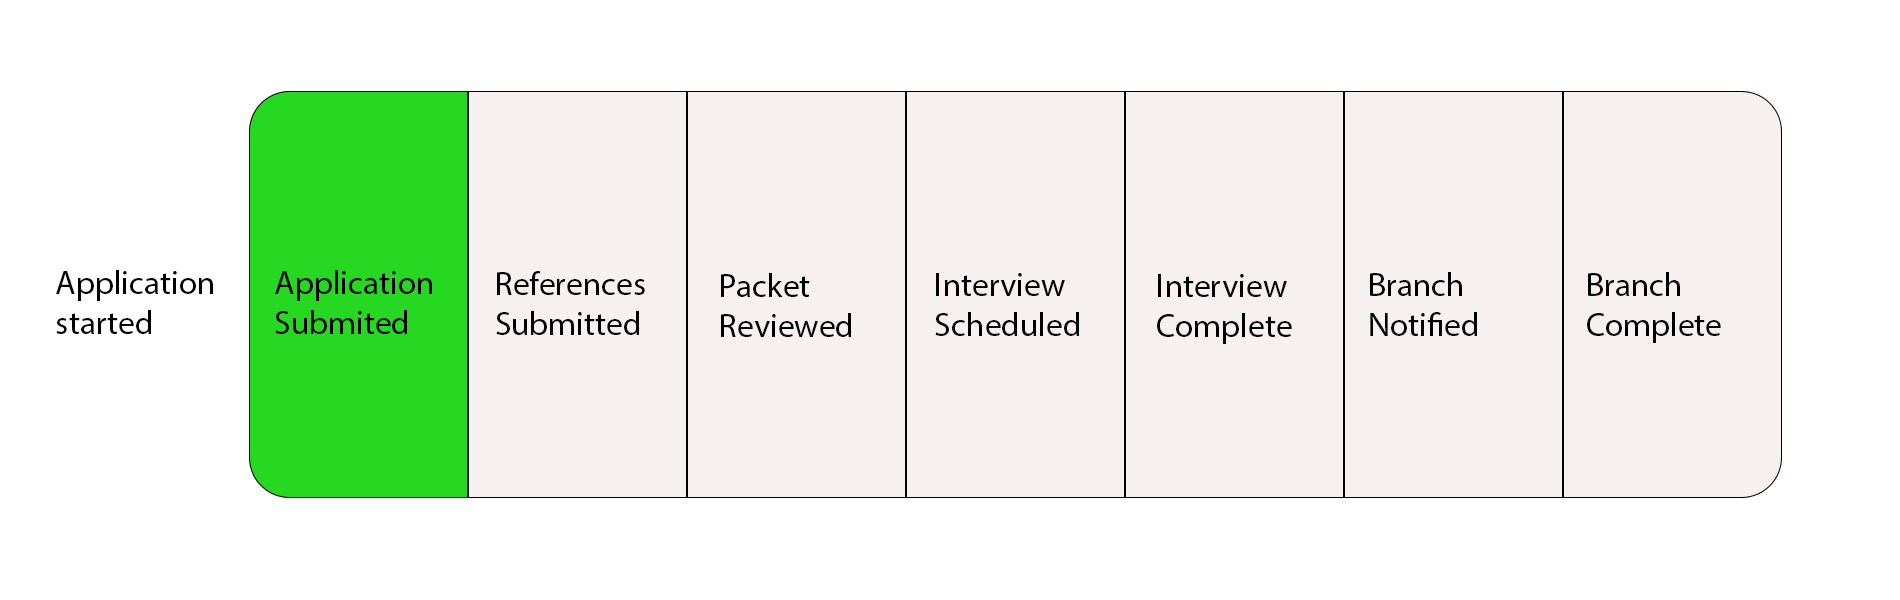 Application
started
Application
Submited
References
Submitted
Packet
Reviewed
Interview
Scheduled
Interview
Complete
Branch
Notified
Branch
Complete